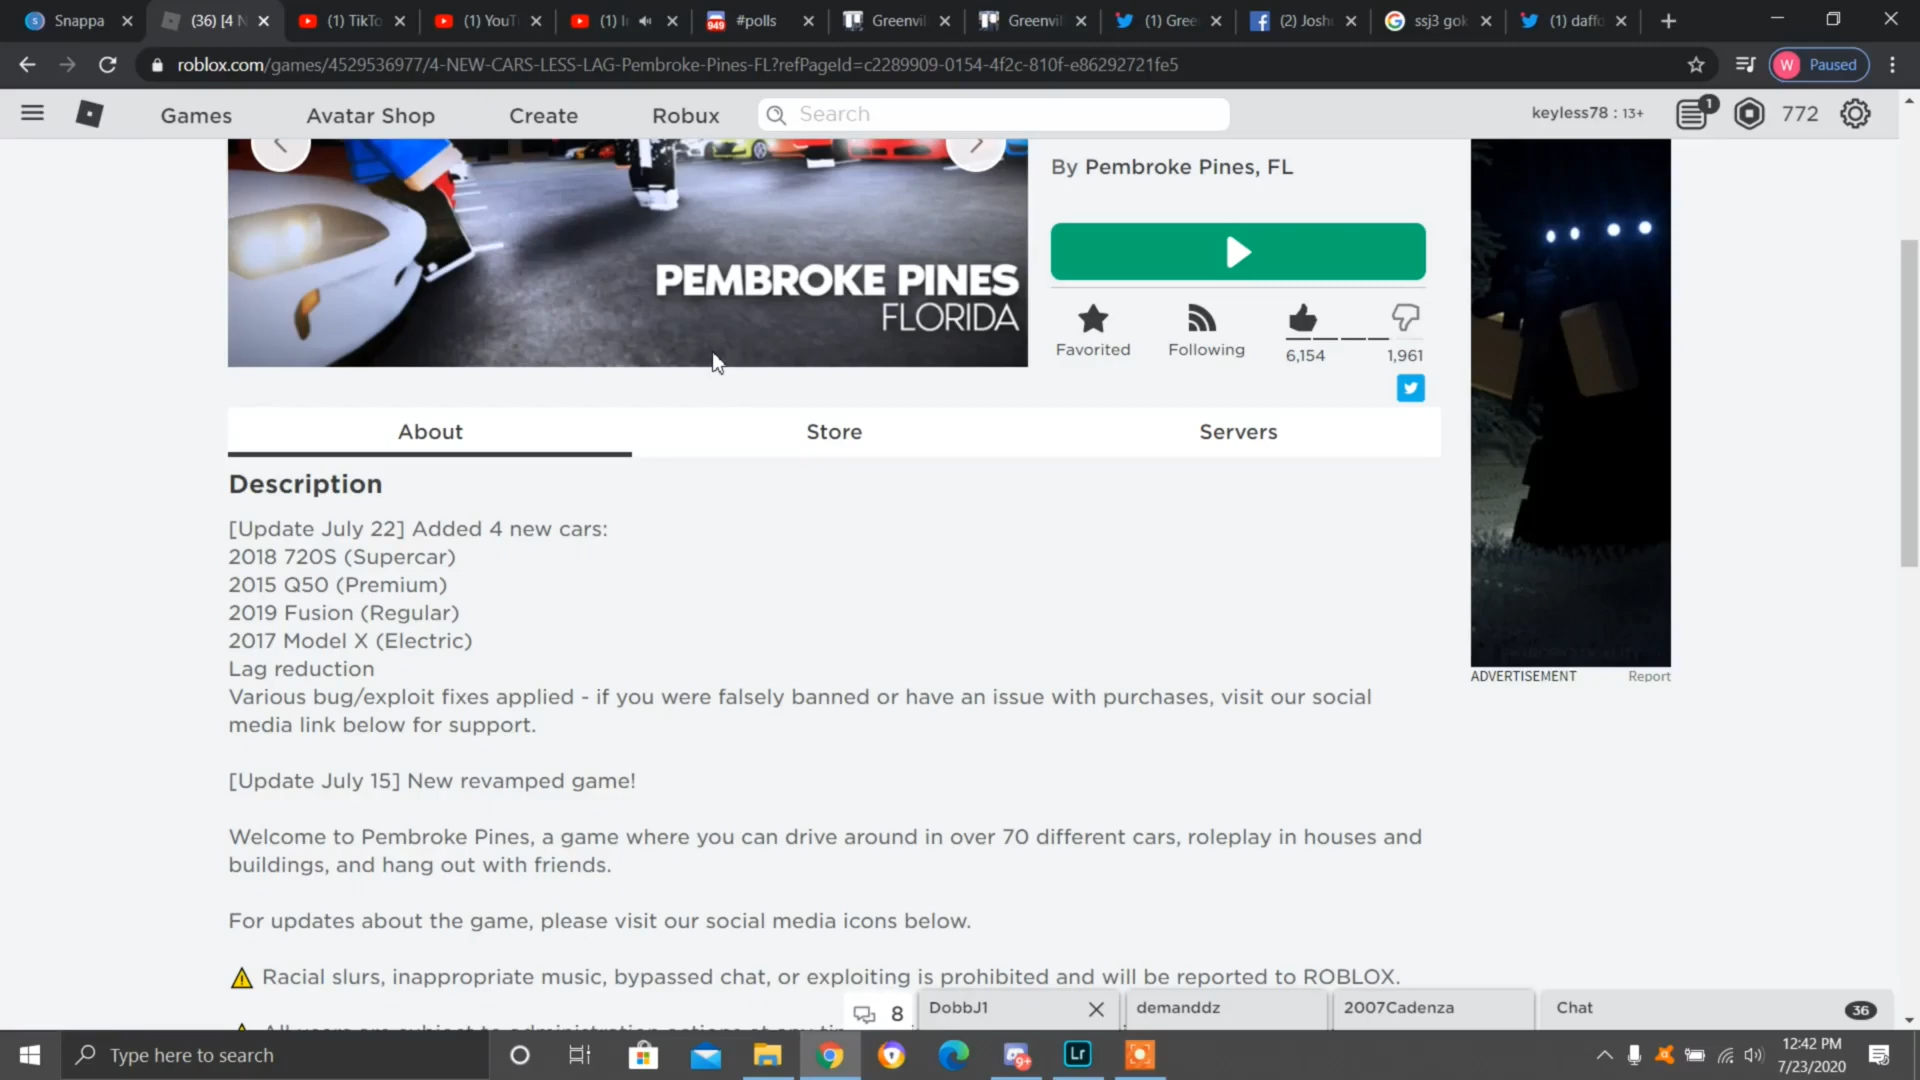 Snappa
(36) [4 N
(1) TikTo
(1) YouT
#polls
Greenvil
Greenvil
(1) Gree
(2) Joshu
ssj3 gok
(1) daffo
roblox.com/games/4529536977/4-NEW-CARS-LESS-LAG-Pembroke-Pines-FL?refPageId=c2289909-0154-4f2c-810f-e86292721fe5
Paused
Games
Avatar Shop
Create
Robux
Search
keyless78 : 13+
1
772
By Pembroke Pines, FL
PEMBROKE PINES
FLORIDA
Favorited
Following
6,154
1,961
About
Store
Servers
Description
[Update July 22] Added 4 new cars:
2018 720S (Supercar)
2015 Q50 (Premium)
2019 Fusion (Regular)
2017 Model X (Electric)
Lag reduction
Various bug/exploit fixes applied - if you were falsely banned or have an issue with purchases, visit our social
media link below for support.
[Update July 15] New revamped game!
Welcome to Pembroke Pines, a game where you can drive around in over 70 different cars, roleplay in houses and
buildings, and hang out with friends.
For updates about the game, please visit our social media icons below.
Racial slurs, inappropriate music, bypassed chat, or exploiting is prohibited and will be reported to ROBLOX.
ADVERTISEMENT
Report
8
DobbJ1
demanddz
2007Cadenza
Chat
36
Type here to search
Lr
12:42 PM
7/23/2020